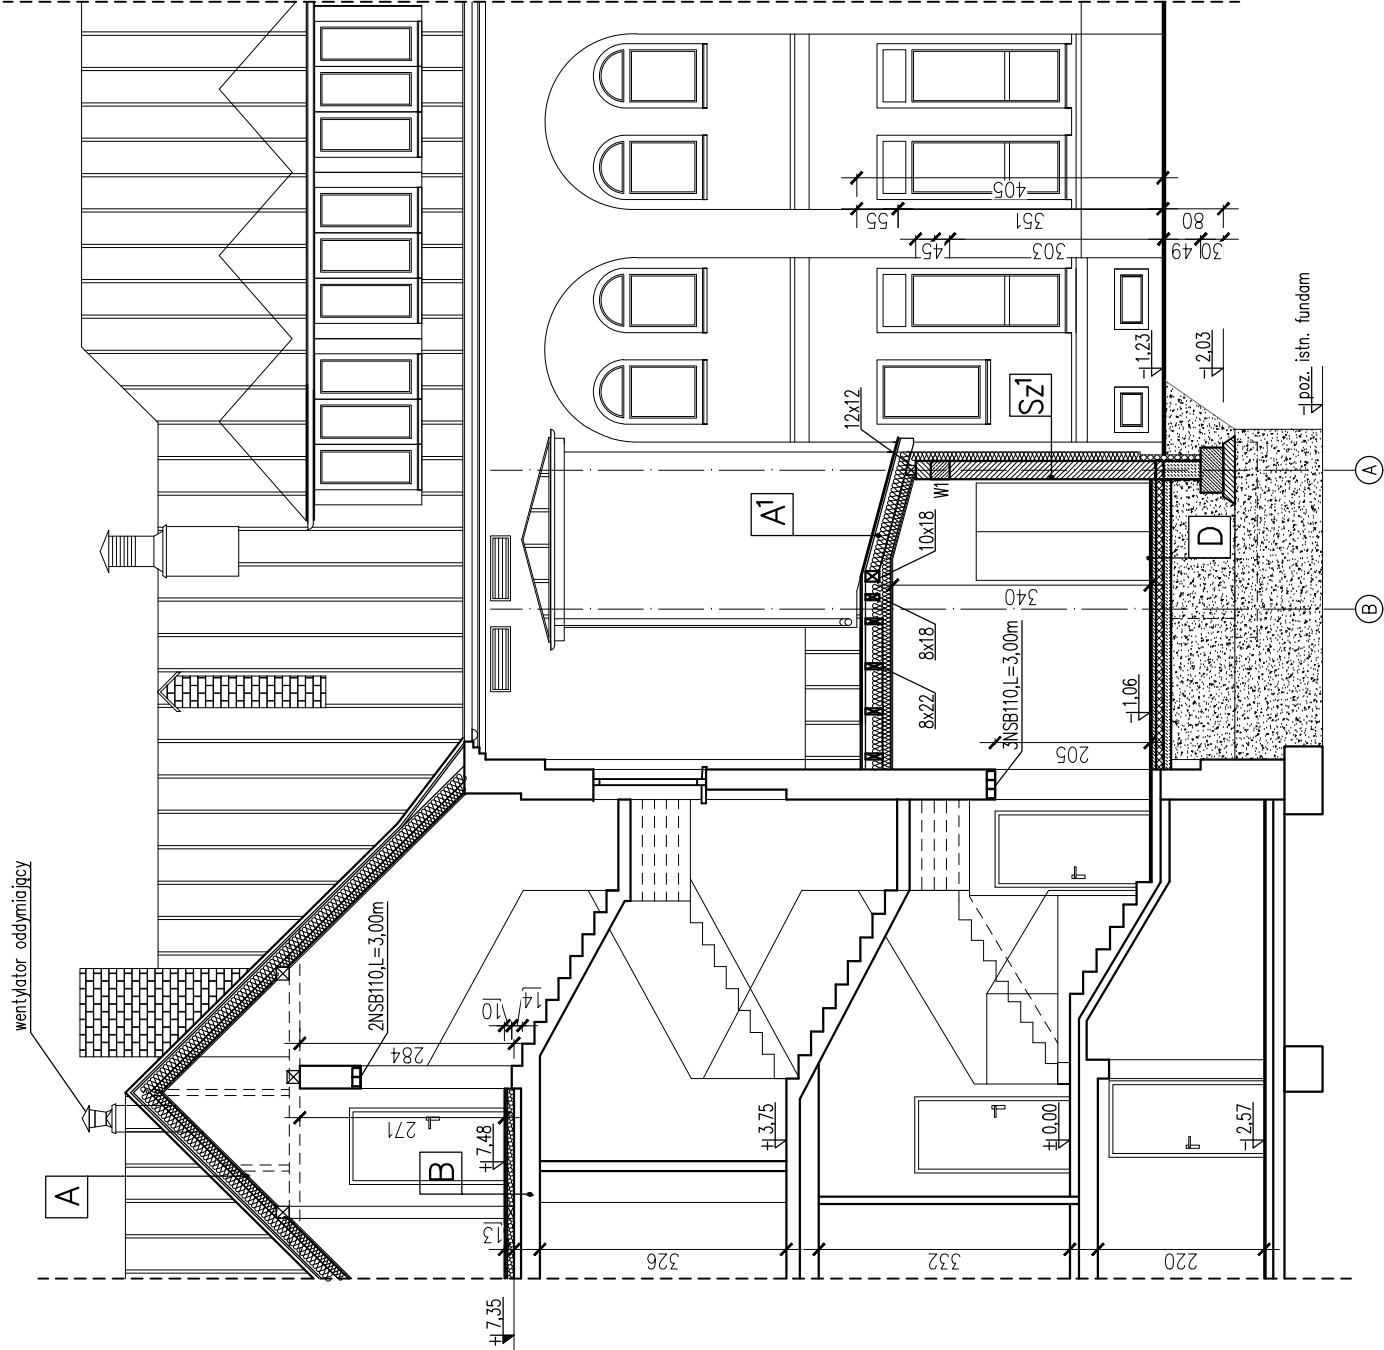 wentylator oddymiający
A
2NSB110,L=3,00m
284
271
10
14
13
B
±7,48
±7,35
326
±3,75
332
±0,00
220
-2,57
A1
12x12
Sz1
W1
10x18
8x18
8x22
340
3NSB110,L=3,00m
-1,06
205
D
405
55
351
80
45
303
49
30
-1,23
-2,03
poz. istn. fundam
A
B